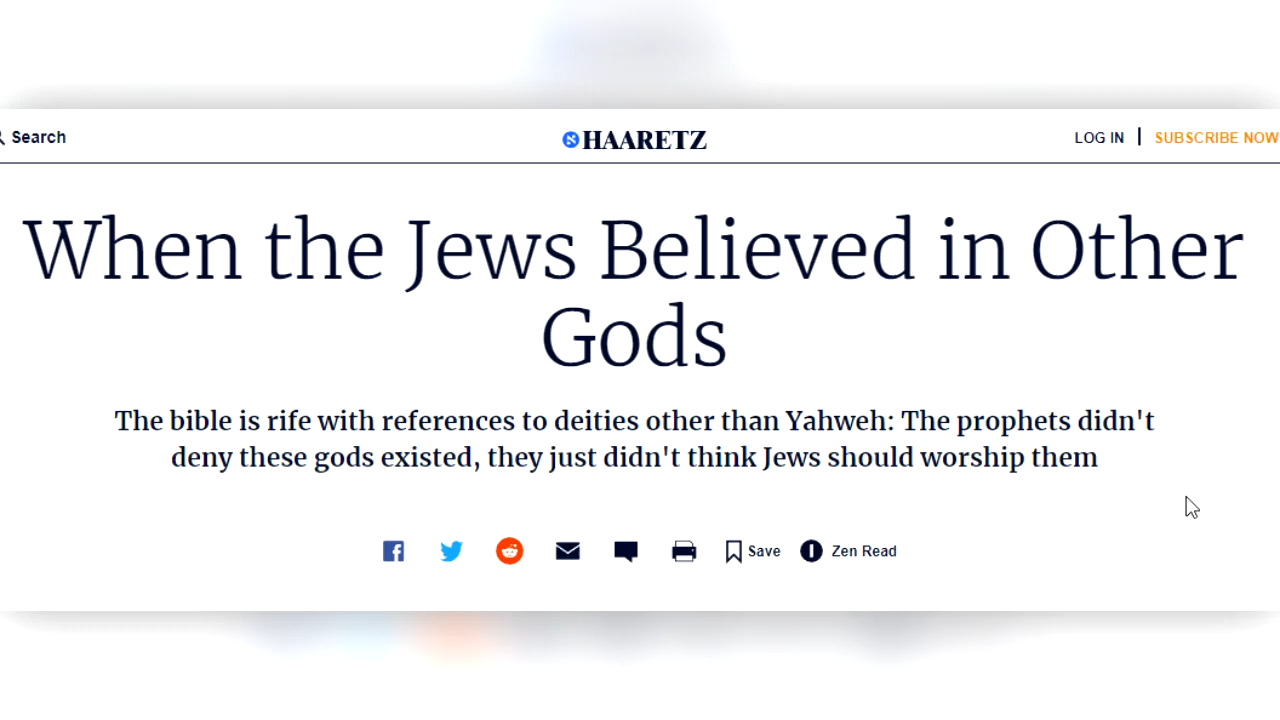 Search
HAARETZ
LOG IN
SUBSCRIBE NOW
When the Jews Believed in Other
Gods
The bible is rife with references to deities other than Yahweh: The prophets didn't
deny these gods existed, they just didn't think Jews should worship them
Save
Zen Read